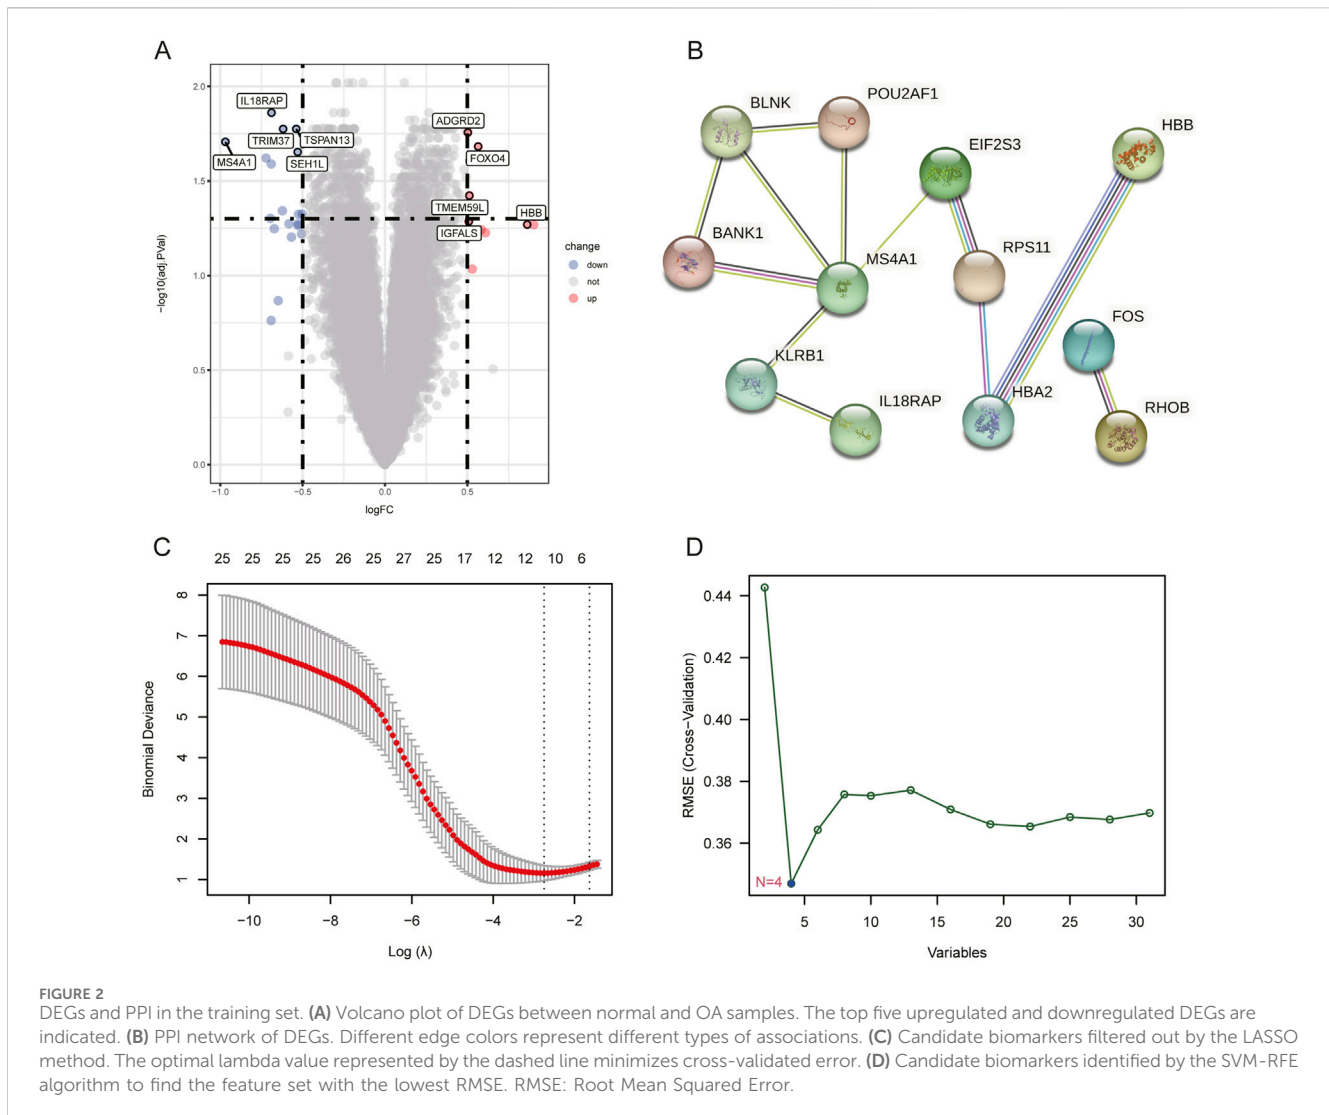 A
2.0
1.5
1.0
0.5
0.0
−log10(adj.PVal)
−1.0
−0.5
0.0
0.5
logFC
IL18RAP
TRIM37
TSPAN13
MS4A1
SEH1L
ADGRD2
FOXO4
TMEM59L
HBB
IGFALS
change
down
not
up
B
BLNK
POU2AF1
EIF2S3
HBB
BANK1
MS4A1
RPS11
FOS
KLRB1
IL18RAP
HBA2
RHOB
C
25 25 25 25 26 25 27 25 17 12 12 10 6
8
7
6
5
4
3
2
1
Binomial Deviance
−10 −8 −6 −4 −2
Log (λ)
D
0.44
0.42
0.40
0.38
0.36
RMSE (Cross−Validation)
N=4
5 10 15 20 25 30
Variables
FIGURE 2
DEGs and PPI in the training set. (A) Volcano plot of DEGs between normal and OA samples. The top five upregulated and downregulated DEGs are
indicated. (B) PPI network of DEGs. Different edge colors represent different types of associations. (C) Candidate biomarkers filtered out by the LASSO
method. The optimal lambda value represented by the dashed line minimizes cross-validated error. (D) Candidate biomarkers identified by the SVM-RFE
algorithm to find the feature set with the lowest RMSE. RMSE: Root Mean Squared Error.